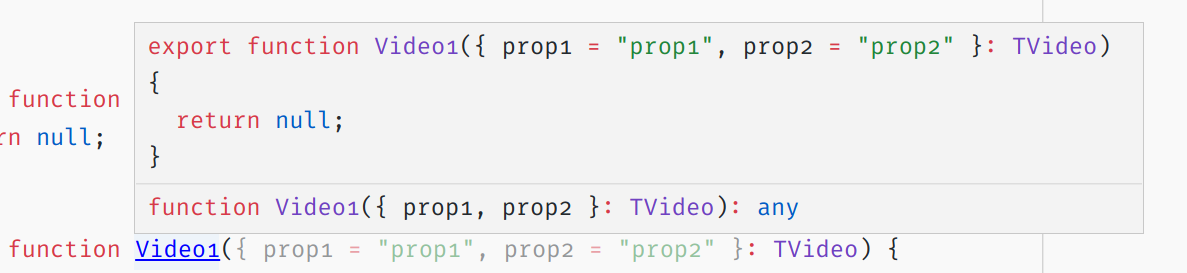 export function Video1({ prop1 = "prop1", prop2 = "prop2" }: TVideo)
{
return null;
}
function Video1({ prop1, prop2 }: TVideo): any
function
null;
function Video1({ prop1 = "prop1", prop2 = "prop2" }: TVideo) {